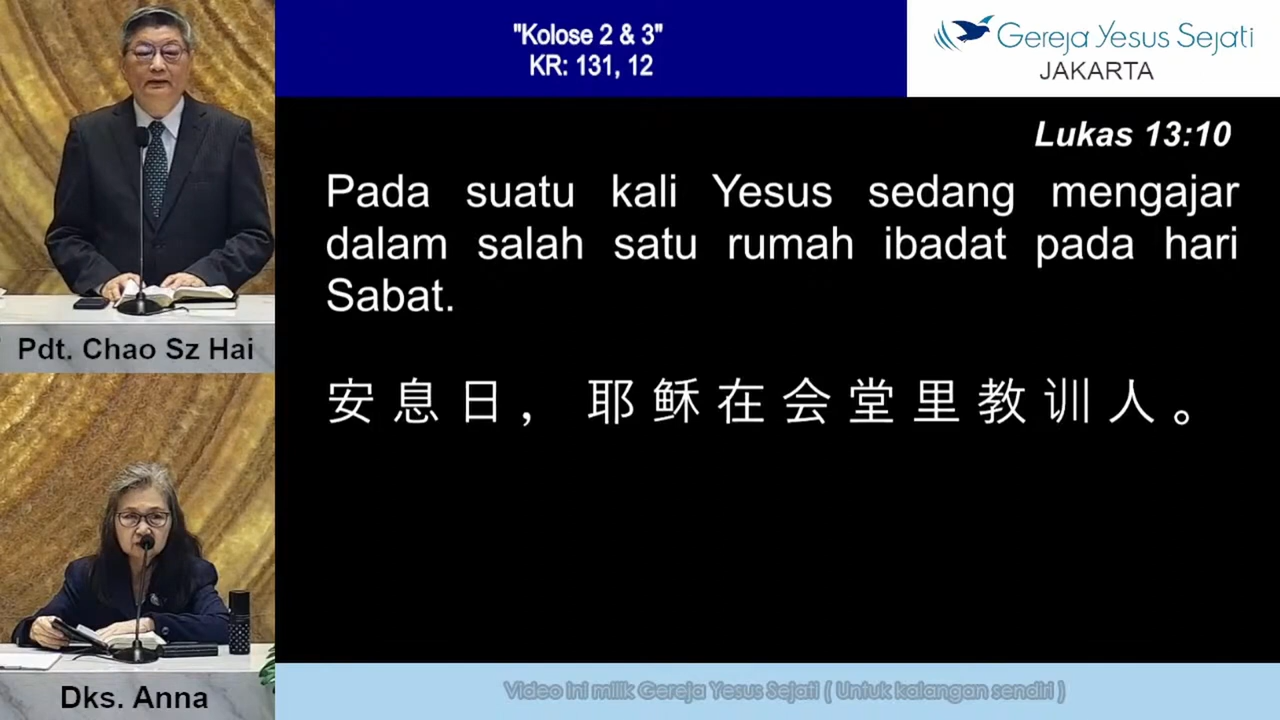 "Kolose 2 & 3"
KR: 131, 12
Gereja Yesus Sejati
JAKARTA
Lukas 13:10
Pada suatu kali Yesus sedang mengajar
dalam salah satu rumah ibadat pada hari
Sabat.
安息日，耶稣在会堂里教训人。
Pdt. Chao Sz Hai
Dks. Anna
Video ini milik Gereja Yesus Sejati ( Untuk kalangan sendiri )